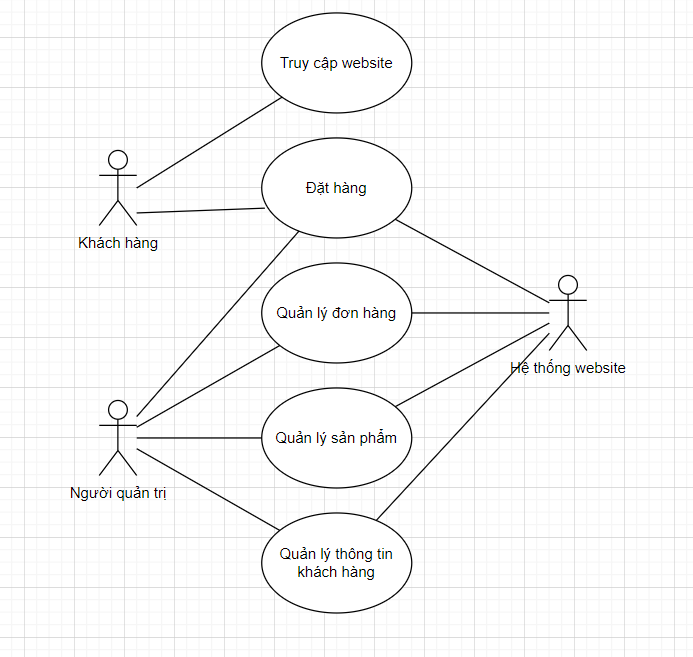 Truy cập website
Đặt hàng
Khách hàng
Quản lý đơn hàng
Hệ thống website
Quản lý sản phẩm
Người quản trị
Quản lý thông tin
khách hàng